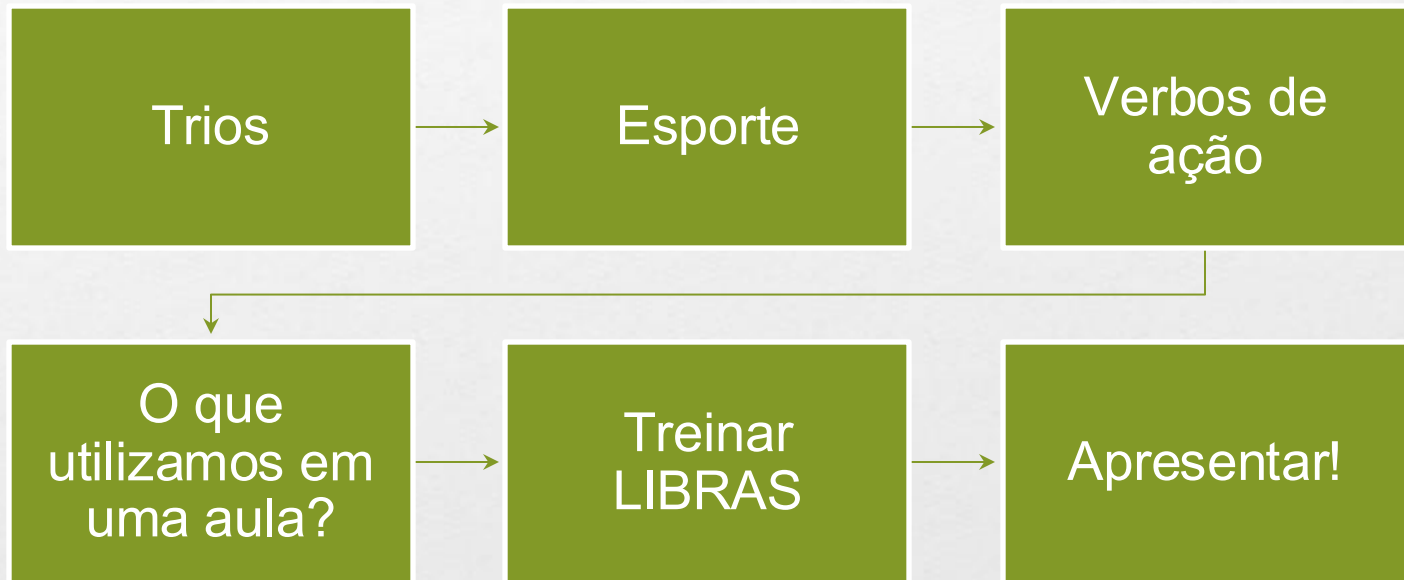 Trios
Esporte
Verbos de
ação
O que
utilizamos em
uma aula?
Treinar
LIBRAS
Apresentar!